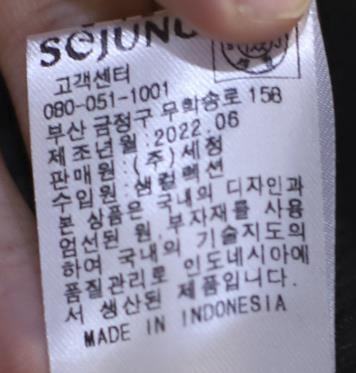 SEJUNG
고객센터
080-051-1001
부산 금정구 무학송로 158
제조년월:2022.06
판매원:(주)세정
수입원:샘컬렉션
본 상품은 국내의 디자인과
엄선된 원.부자재를 사용
하여 국내의 기술지도의
품질관리로 인도네시아에
서 생산된 제품입니다.
MADE IN INDONESIA